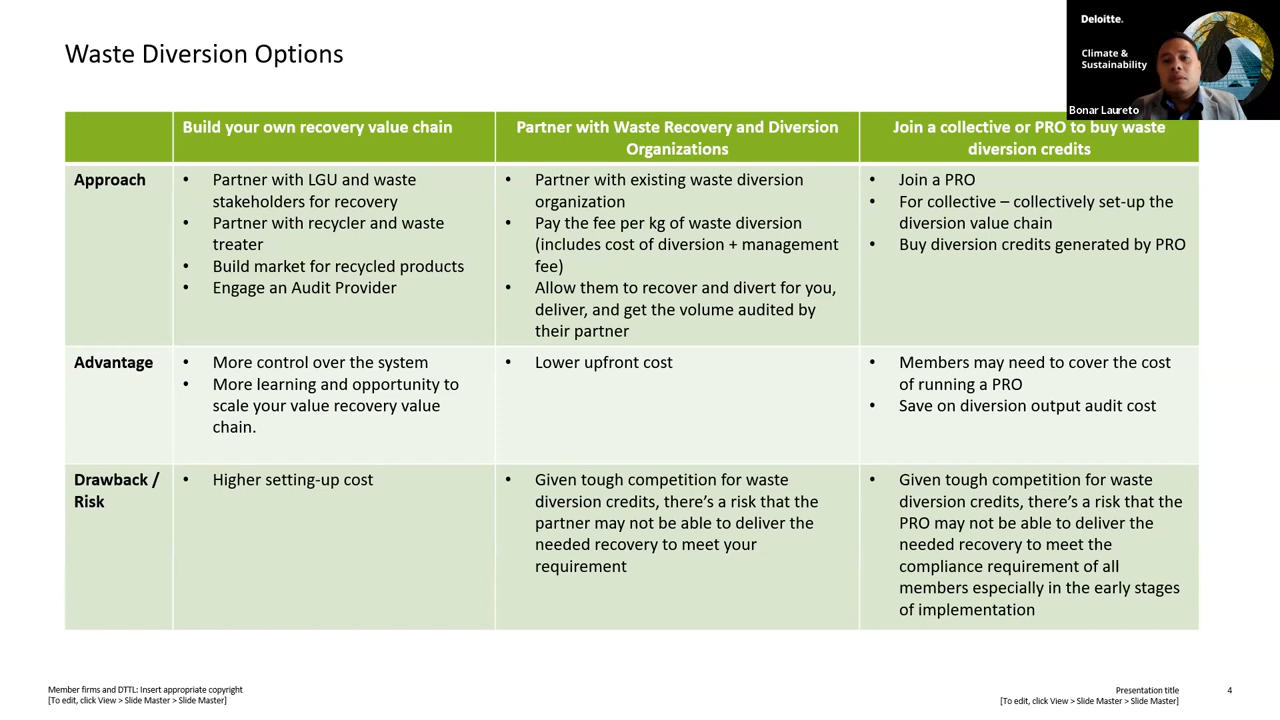 Waste Diversion Options
Deloitte.
Climate &
Sustainability
Bonar Laureto
Build your own recovery value chain
Partner with Waste Recovery and Diversion
Organizations
Join a collective or PRO to buy waste
diversion credits
Approach
• Partner with LGU and waste
stakeholders for recovery
• Partner with recycler and waste
treater
• Build market for recycled products
• Engage an Audit Provider
• Partner with existing waste diversion
organization
• Pay the fee per kg of waste diversion
(includes cost of diversion + management
fee)
• Allow them to recover and divert for you,
deliver, and get the volume audited by
their partner
• Join a PRO
• For collective – collectively set-up the
diversion value chain
• Buy diversion credits generated by PRO
Advantage
• More control over the system
• More learning and opportunity to
scale your value recovery value
chain.
• Lower upfront cost
• Members may need to cover the cost
of running a PRO
• Save on diversion output audit cost
Drawback /
Risk
• Higher setting-up cost
• Given tough competition for waste
diversion credits, there’s a risk that the
partner may not be able to deliver the
needed recovery to meet your
requirement
• Given tough competition for waste
diversion credits, there’s a risk that the
PRO may not be able to deliver the
needed recovery to meet the
compliance requirement of all
members especially in the early stages
of implementation
Member firms and DTTL: Insert appropriate copyright
[To edit, click View > Slide Master > Slide Master]
Presentation title
[To edit, click View > Slide Master > Slide Master]
4